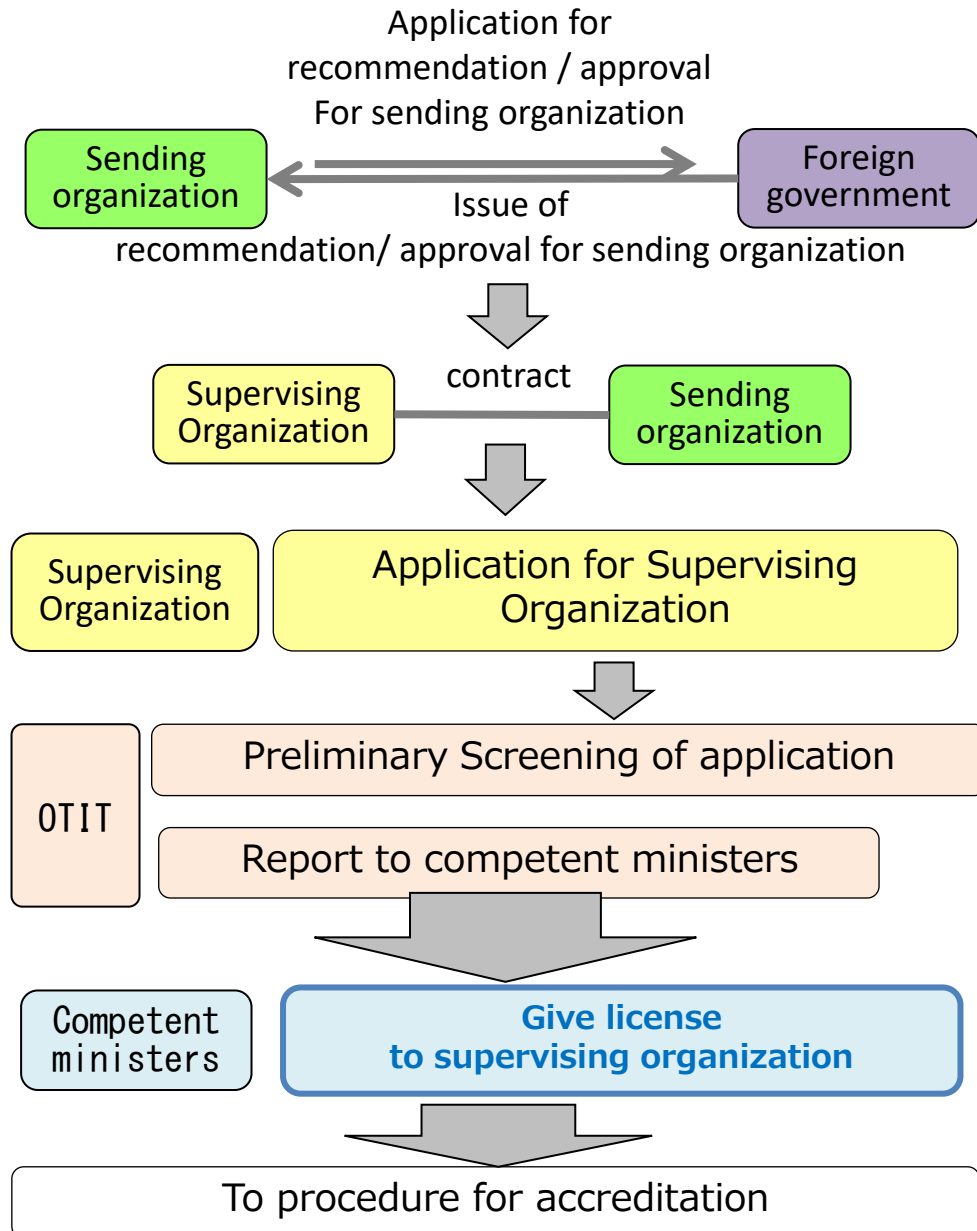 Application for
recommendation / approval
For sending organization
Sending
organization
Foreign
government
Issue of
recommendation/ approval for sending organization
Supervising
Organization
contract
Sending
organization
Supervising
Organization
Application for Supervising
Organization
OTIT
Preliminary Screening of application
Report to competent ministers
Competent
ministers
Give license
to supervising organization
To procedure for accreditation